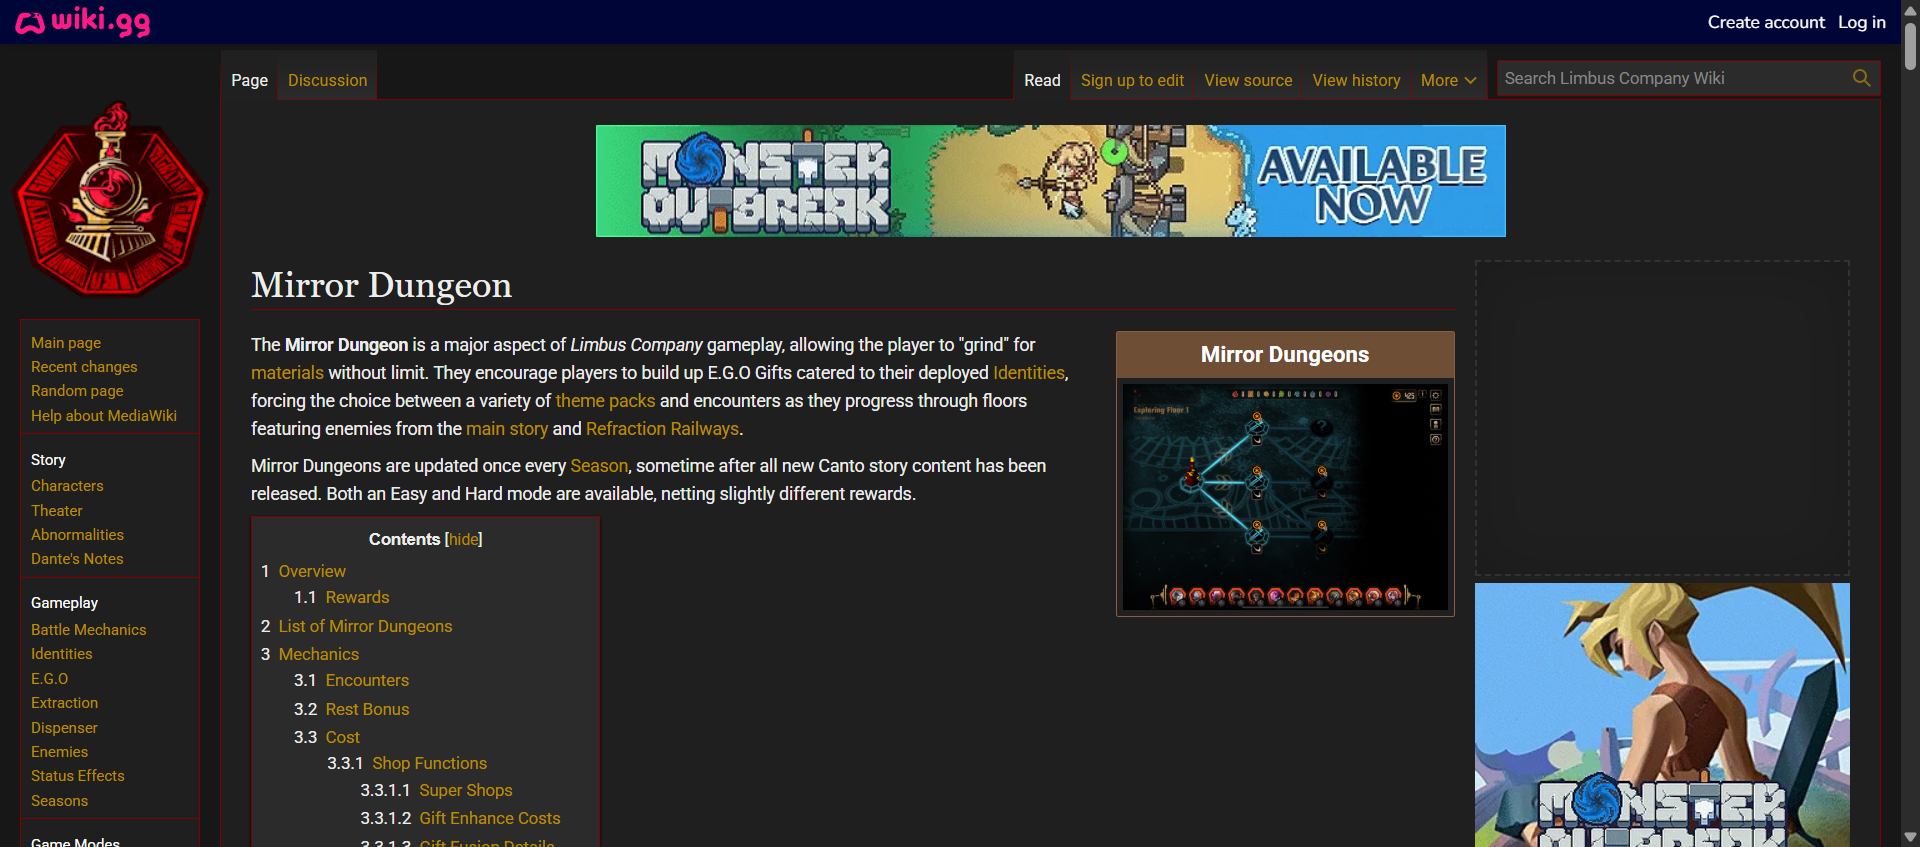 wiki.gg
Create account Log in
Page Discussion
Read Sign up to edit View source View history More
Search Limbus Company Wiki
MONSTER
OUTBREAK
AVAILABLE
NOW
Mirror Dungeon
The Mirror Dungeon is a major aspect of Limbus Company gameplay, allowing the player to "grind" for
materials without limit. They encourage players to build up E.G.O Gifts catered to their deployed Identities,
forcing the choice between a variety of theme packs and encounters as they progress through floors
featuring enemies from the main story and Refraction Railways.
Mirror Dungeons are updated once every Season, sometime after all new Canto story content has been
released. Both an Easy and Hard mode are available, netting slightly different rewards.
Mirror Dungeons
Exploring Floor 1
425
Contents [hide]
1 Overview
1.1 Rewards
2 List of Mirror Dungeons
3 Mechanics
3.1 Encounters
3.2 Rest Bonus
3.3 Cost
3.3.1 Shop Functions
3.3.1.1 Super Shops
3.3.1.2 Gift Enhance Costs
3.3.1.3 Gift Fusion Details
Main page
Recent changes
Random page
Help about MediaWiki
Story
Characters
Theater
Abnormalities
Dante's Notes
Gameplay
Battle Mechanics
Identities
E.G.O
Extraction
Dispenser
Enemies
Status Effects
Seasons
Game Modes
MONSTER
OUTBREAK